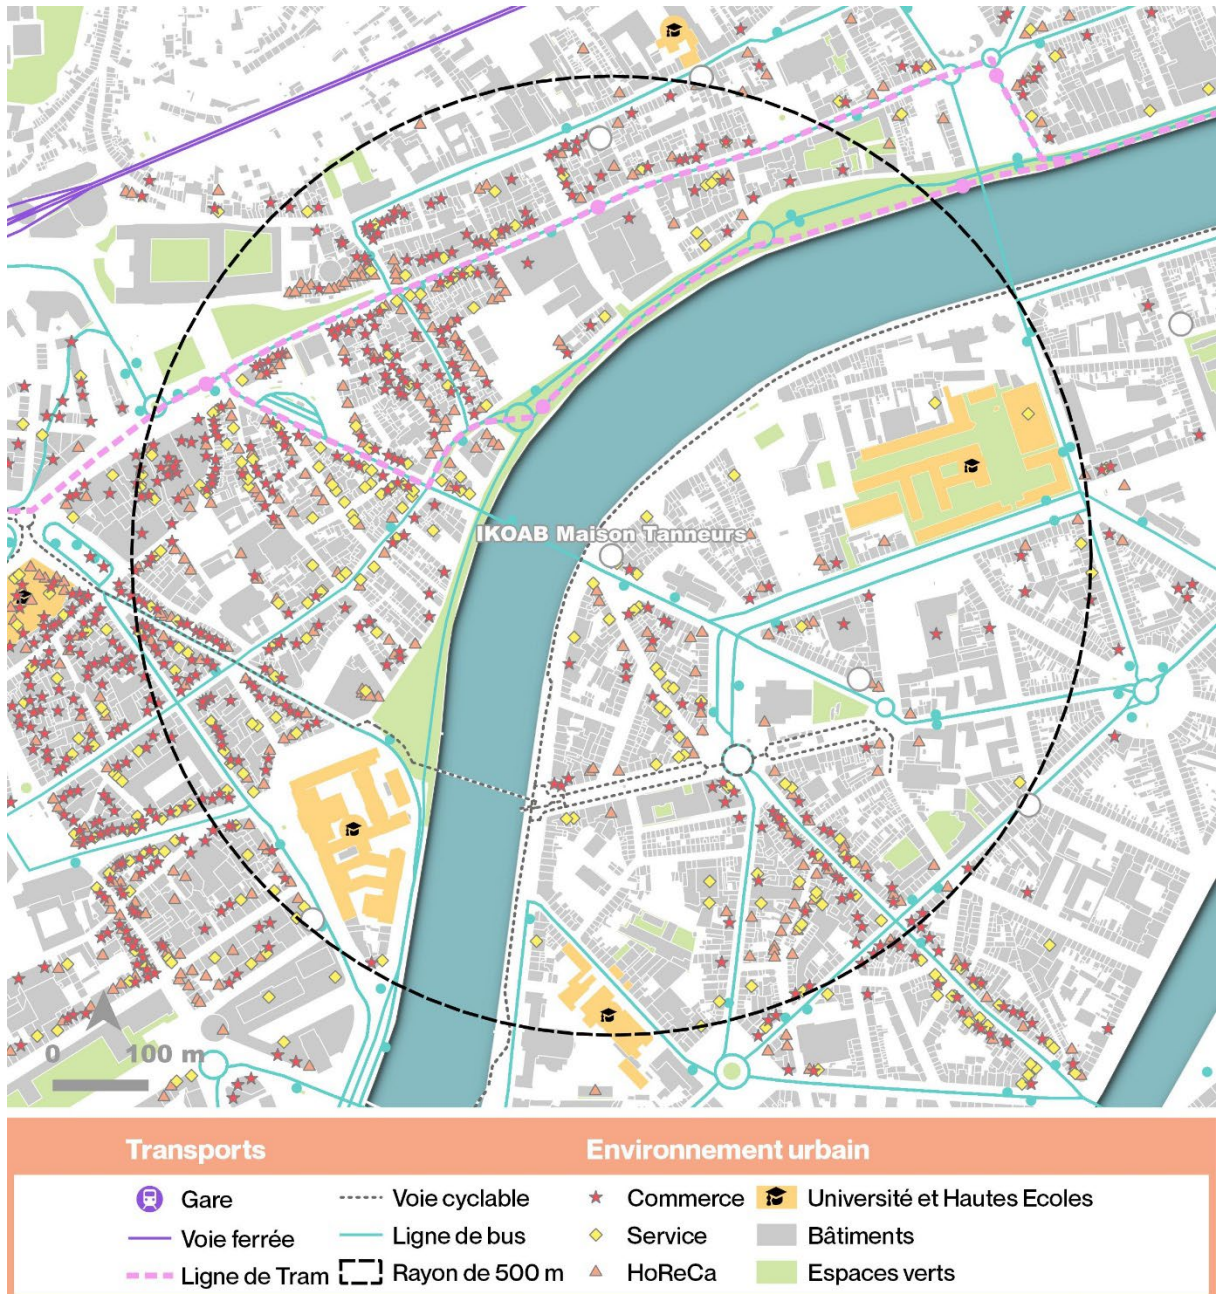 IKOAB Maison Tanneurs
0 100 m
Transports
Environnement urbain
Gare
Voie cyclable
Commerce
Université et Hautes Ecoles
Voie ferrée
Ligne de bus
Service
Bâtiments
Ligne de Tram
Rayon de 500 m
HoReCa
Espaces verts